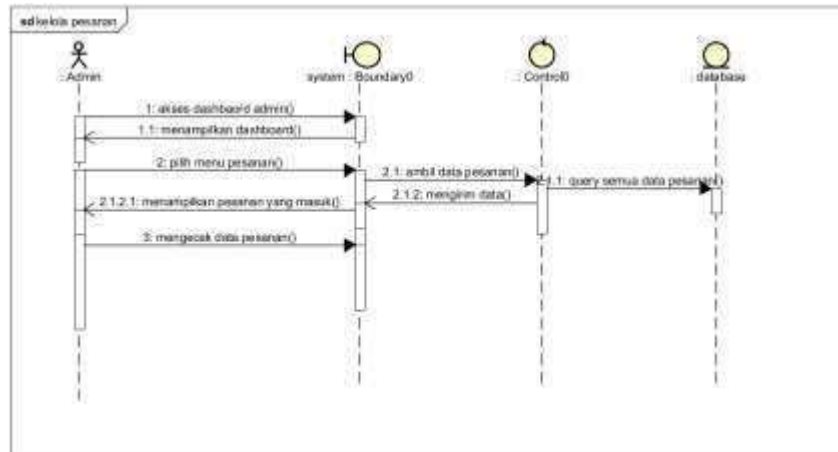 sd kelola pesanan
: Admin
system : Boundary0
: Control0
: database
1: akses dashbaord admin()
1.1: menampilkan dashboard()
2: pilih menu pesanan()
2.1: ambil data pesanan()
1.1: query semua data pesanan()
2.1.2: mengirim data()
2.1.2.1: menampilkan pesanan yang masuk()
3: mengecek data pesanan()